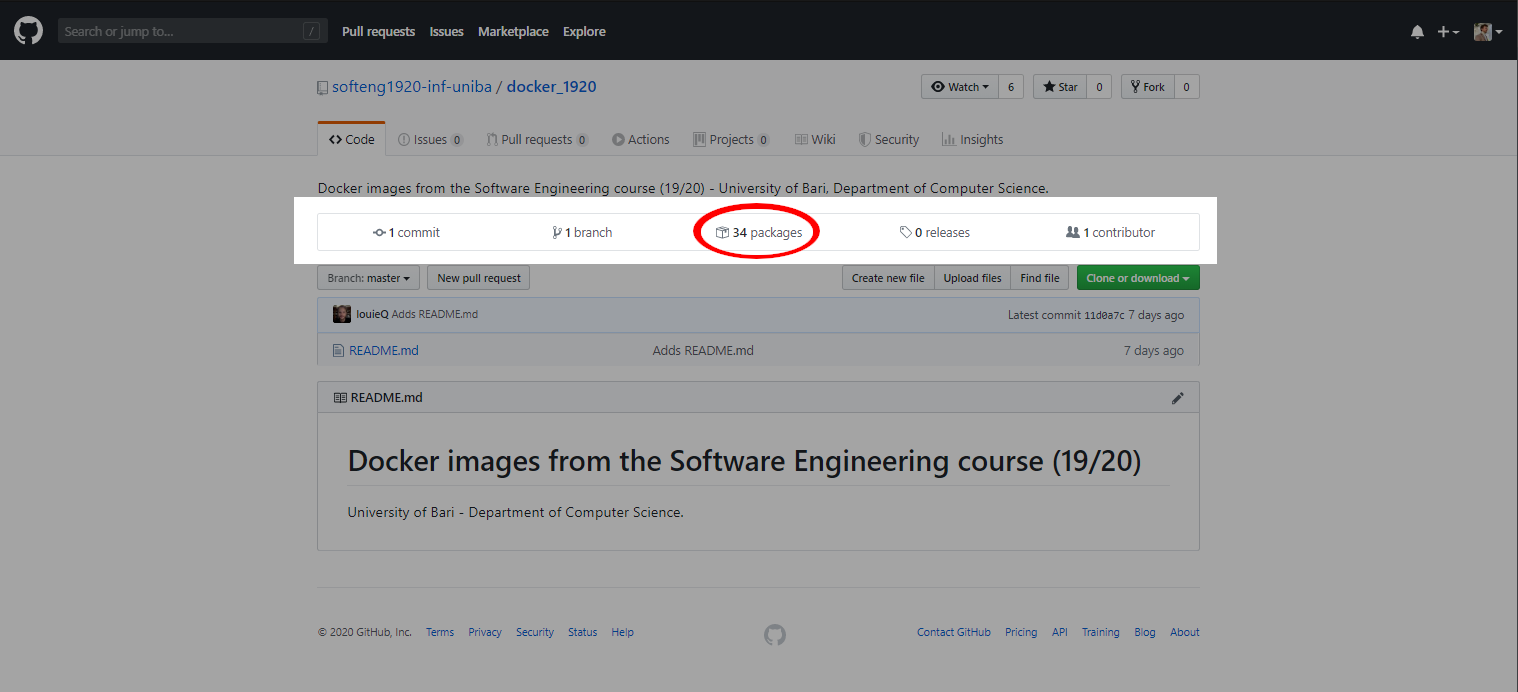 Search or jump to... / Pull requests Issues Marketplace Explore
softeng1920-inf-uniba / docker_1920 Watch 6 Star 0 Fork 0
Code Issues 0 Pull requests 0 Actions Projects 0 Wiki Security Insights
Docker images from the Software Engineering course (19/20) - University of Bari, Department of Computer Science.
1 commit 1 branch 34 packages 0 releases 1 contributor
Branch: master New pull request Create new file Upload files Find file Clone or download
louieQ Adds README.md Latest commit 11d0a7c 7 days ago
README.md Adds README.md 7 days ago
README.md
Docker images from the Software Engineering course (19/20)
University of Bari - Department of Computer Science.
© 2020 GitHub, Inc. Terms Privacy Security Status Help Contact GitHub Pricing API Training Blog About